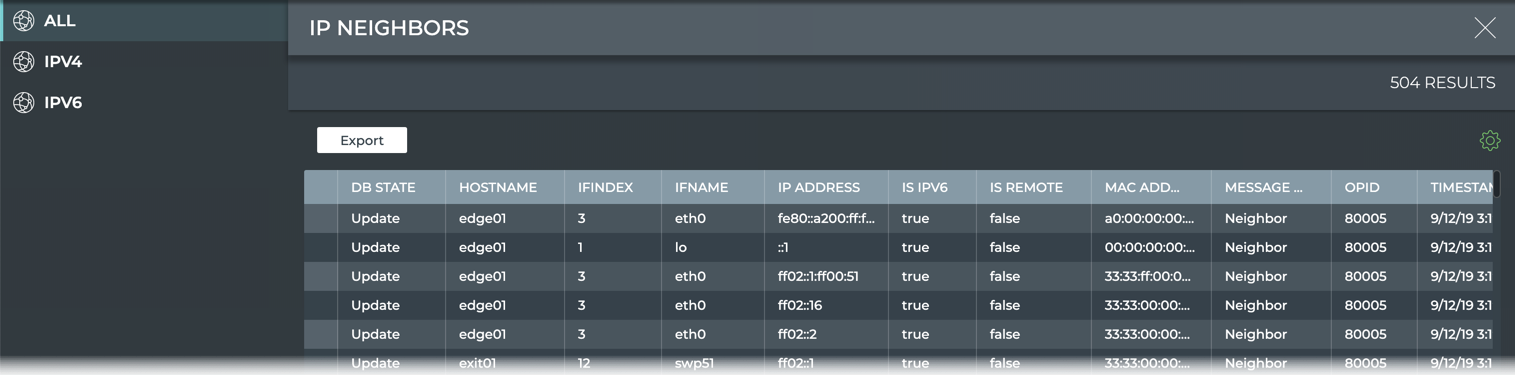 ALL
IPV4
IPV6
IP NEIGHBORS
504 RESULTS
Export
DB STATE HOSTNAME IFINDEX IFNAME IP ADDRESS IS IPV6 IS REMOTE MAC ADD... MESSAGE ... OPID TIMESTAM
Update edge01 3 eth0 fe80::a200:ff:f... true false a0:00:00:00:... Neighbor 80005 9/12/19 3:1
Update edge01 1 lo ::1 true false 00:00:00:00:... Neighbor 80005 9/12/19 3:1
Update edge01 3 eth0 ff02::1:ff00:51 true false 33:33:ff:00:0... Neighbor 80005 9/12/19 3:1
Update edge01 3 eth0 ff02::16 true false 33:33:00:00:... Neighbor 80005 9/12/19 3:1
Update edge01 3 eth0 ff02::2 true false 33:33:00:00:... Neighbor 80005 9/12/19 3:1
Update exit01 12 swp51 ff02::1 true false 33:33:00:00:... Neighbor 80005 9/12/19 3:1